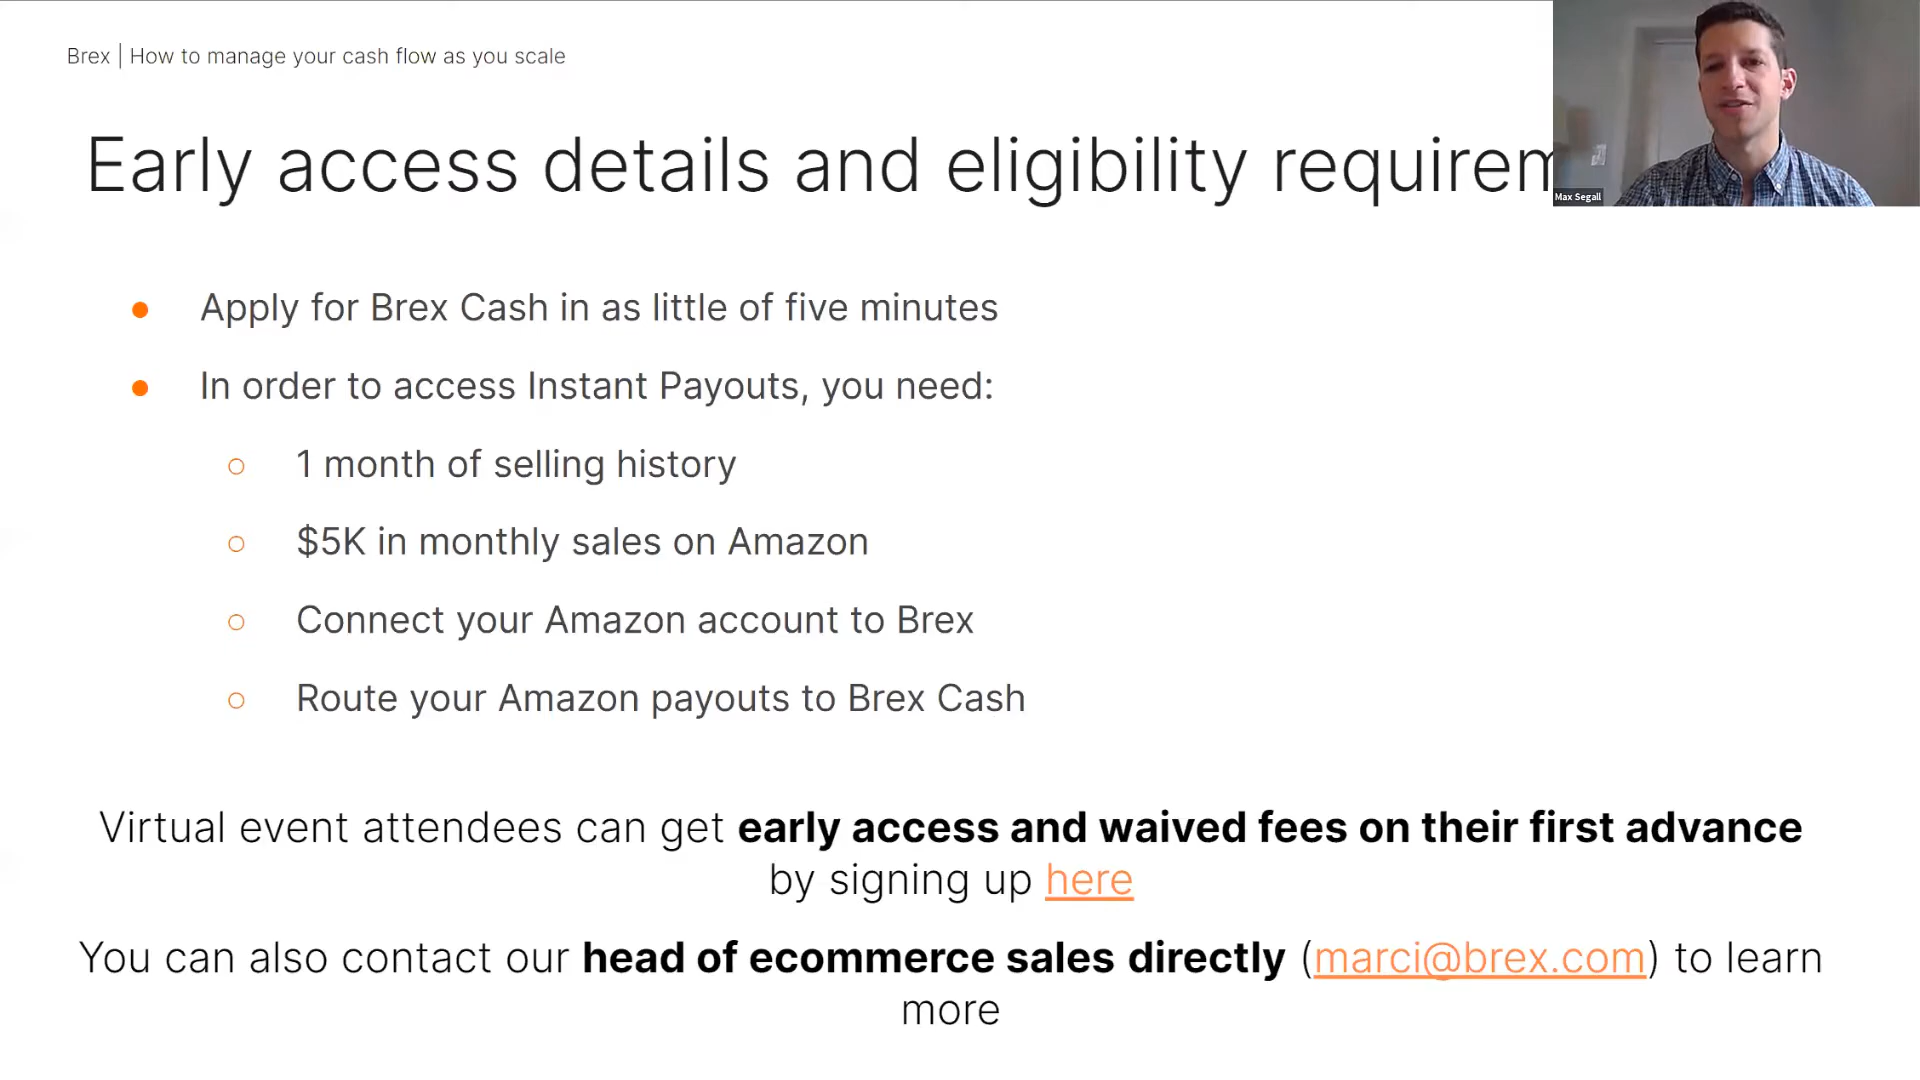 Brex | How to manage your cash flow as you scale
Early access details and eligibility requirem
Max Segall
● Apply for Brex Cash in as little of five minutes
● In order to access Instant Payouts, you need:
○ 1 month of selling history
○ $5K in monthly sales on Amazon
○ Connect your Amazon account to Brex
○ Route your Amazon payouts to Brex Cash
Virtual event attendees can get early access and waived fees on their first advance
by signing up here
You can also contact our head of ecommerce sales directly (marci@brex.com) to learn
more